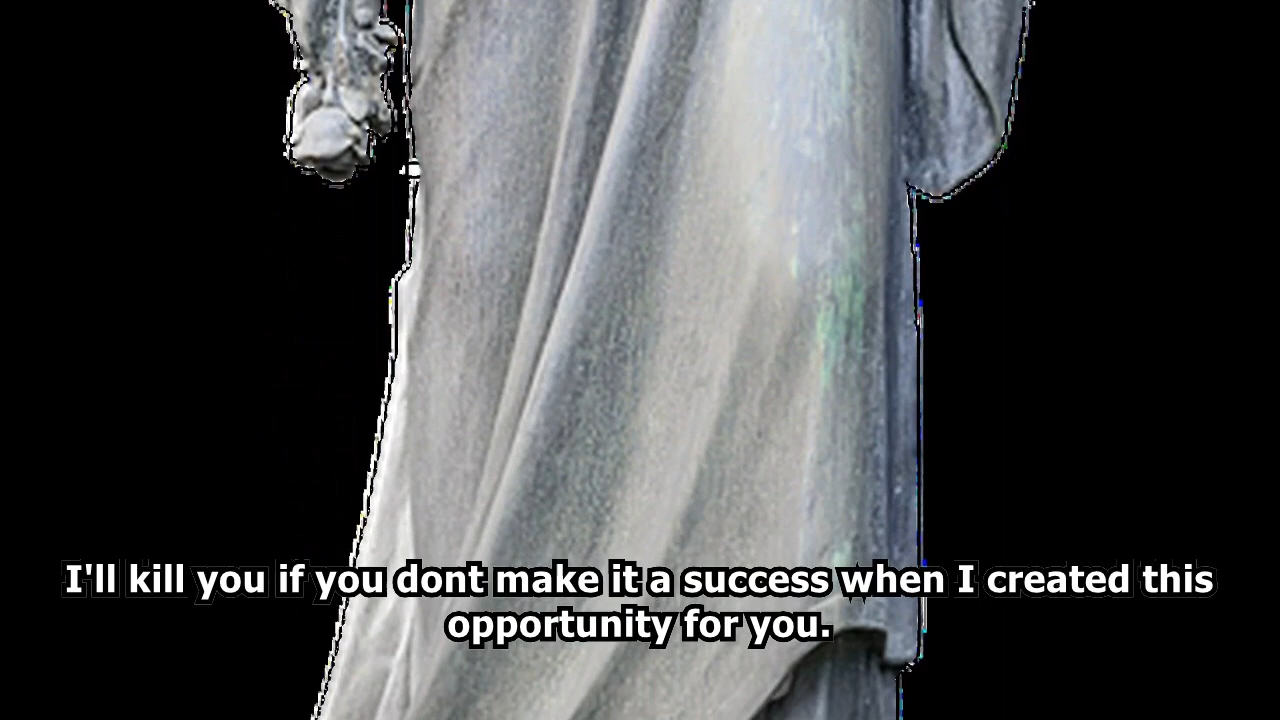 I'll kill you if you dont make it a success when I created this
opportunity for you.